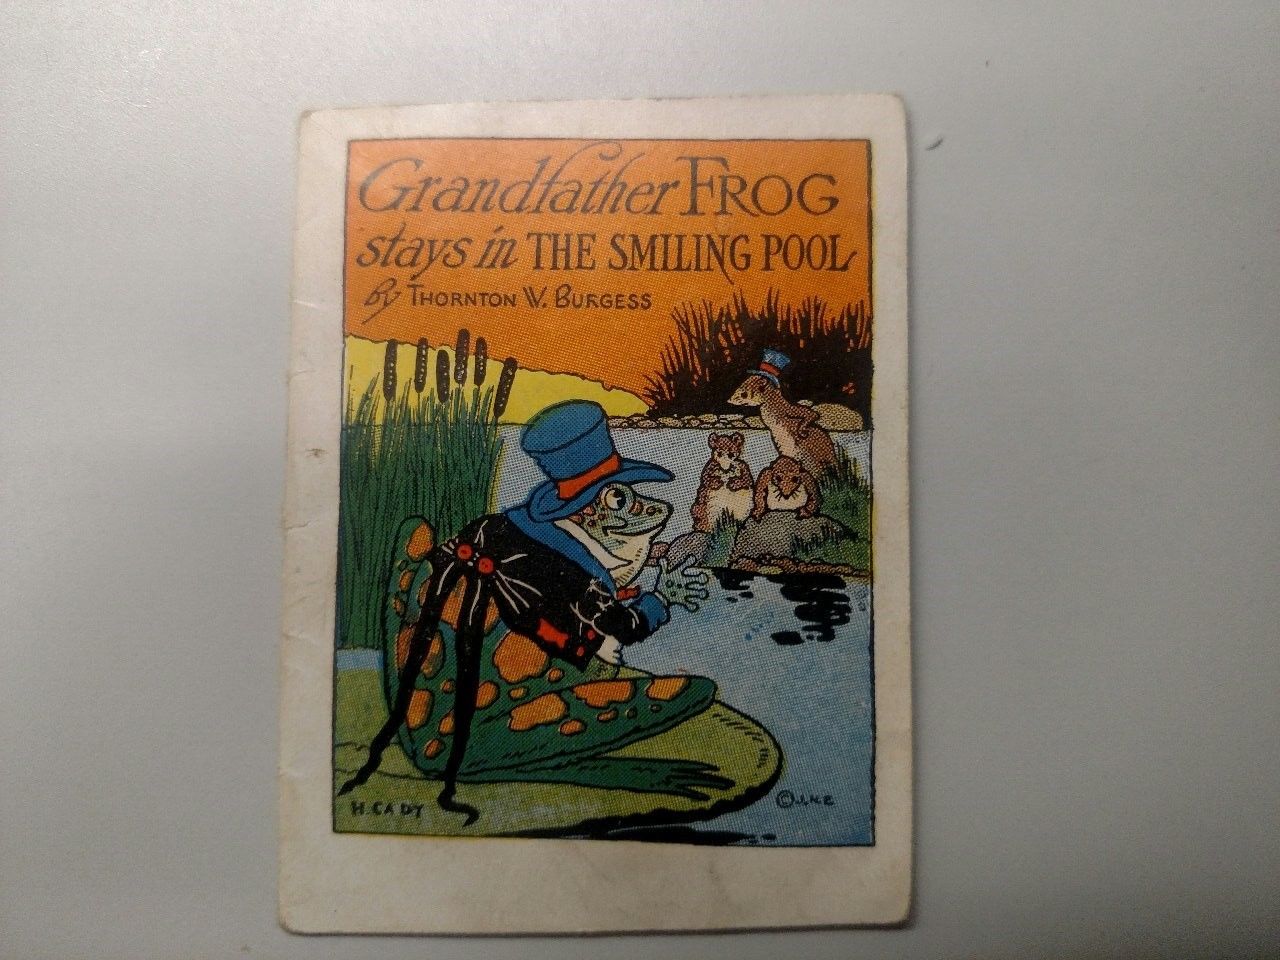 Grandfather FROG
stays in THE SMILING POOL
By THORNTON W. BURGESS
H. CADY